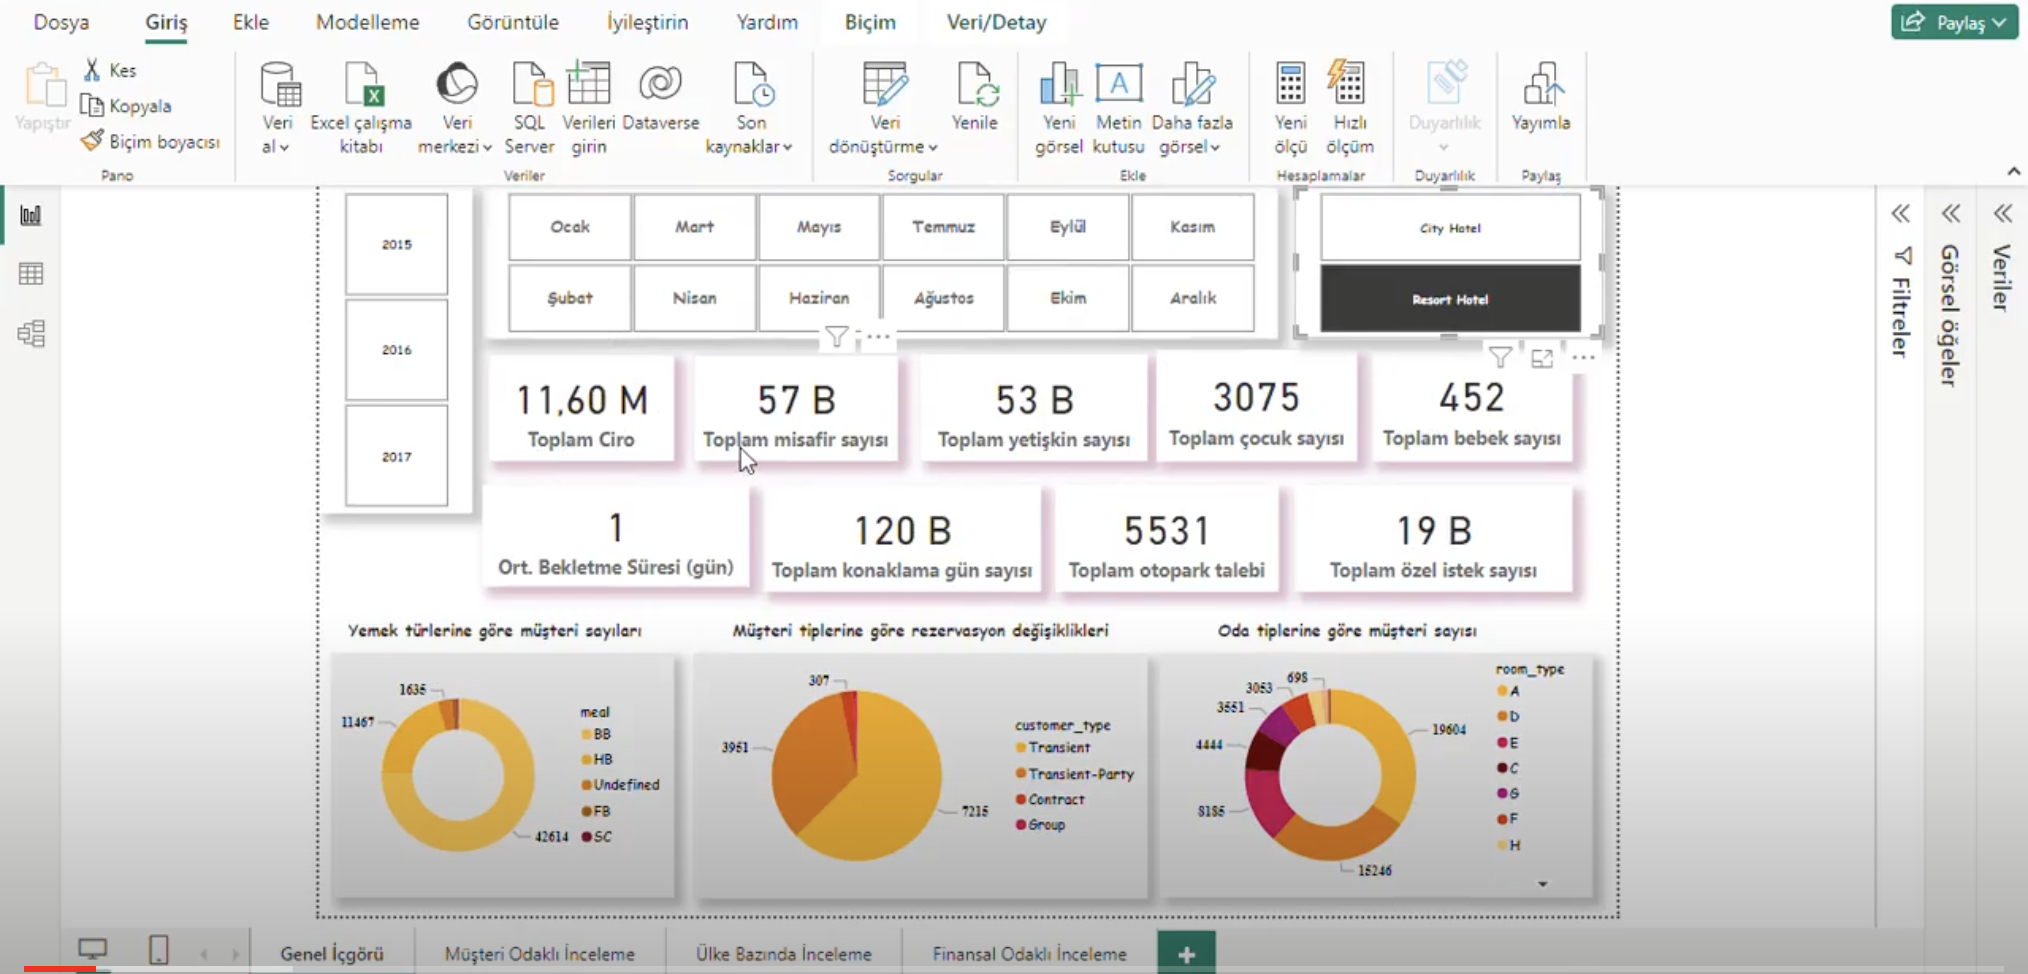 Dosya Giriş Ekle Modelleme Görüntüle İyileştirin Yardım Biçim Veri/Detay Paylaş
Yapıştır
Kes
Kopyala
Biçim boyacısı
Pano
Veri
al
Excel çalışma
kitabı
Veri
merkezi
SQL
Server
Verileri
girin
Dataverse
Son
kaynaklar
Veriler
Veri
dönüştürme
Yenile
Sorgular
Yeni
görsel
A
Metin
kutusu
Daha fazla
görsel
Ekle
Yeni
ölçü
Hızlı
ölçüm
Hesaplamalar
Duyarlılık
Duyarlılık
Yayımla
Paylaş
2015
2016
2017
Ocak Mart Mayıs Temmuz Eylül Kasım
Şubat Nisan Haziran Ağustos Ekim Aralık
City Hotel
Resort Hotel
11,60 M
Toplam Ciro
57 B
Toplam misafir sayısı
53 B
Toplam yetişkin sayısı
3075
Toplam çocuk sayısı
452
Toplam bebek sayısı
1
Ort. Bekletme Süresi (gün)
120 B
Toplam konaklama gün sayısı
5531
Toplam otopark talebi
19 B
Toplam özel istek sayısı
Yemek türlerine göre müşteri sayıları
1635
11467
42614
meal
BB
HB
Undefined
FB
SC
Müşteri tiplerine göre rezervasyon değişiklikleri
307
3951
7215
customer_type
Transient
Transient-Party
Contract
Group
Oda tiplerine göre müşteri sayısı
698
3053
3551
4444
8185
19604
15246
room_type
A
D
E
C
G
F
H
Filtreler
Görsel öğeler
Veriler
Genel İçgörü Müşteri Odaklı İnceleme Ülke Bazında İnceleme Finansal Odaklı İnceleme